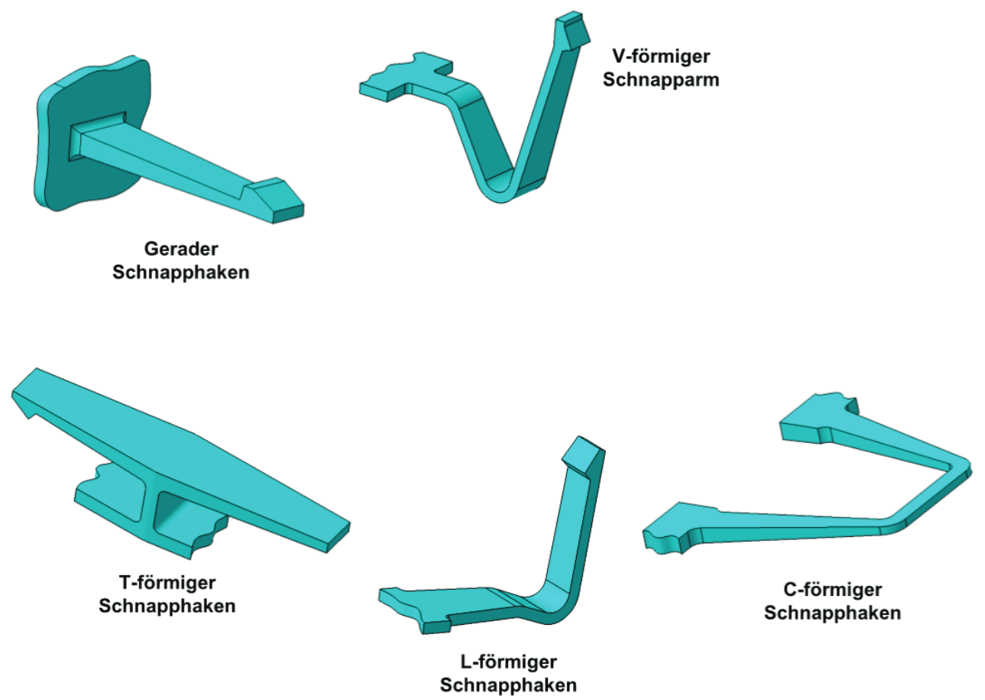 V-förmiger
Schnapparm
Gerader
Schnapphaken
T-förmiger
Schnapphaken
C-förmiger
Schnapphaken
L-förmiger
Schnapphaken